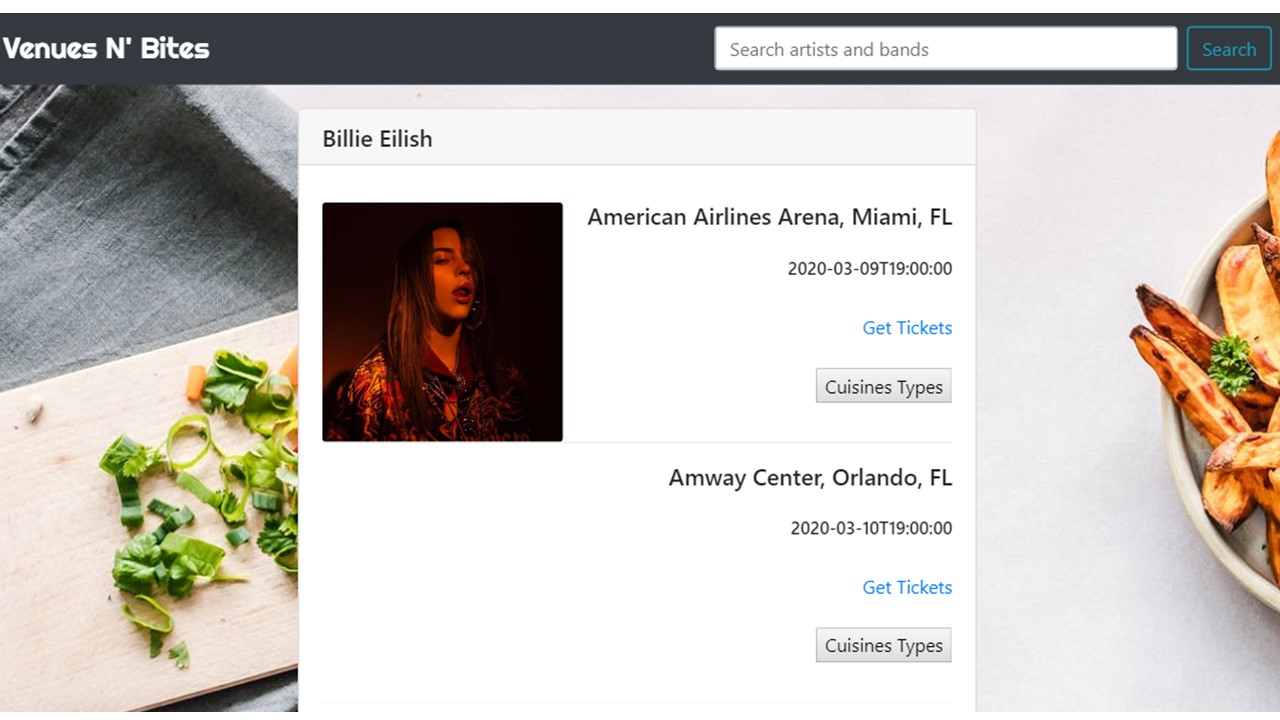 Venues N' Bites
Search artists and bands
Search
Billie Eilish
American Airlines Arena, Miami, FL
2020-03-09T19:00:00
Get Tickets
Cuisines Types
Amway Center, Orlando, FL
2020-03-10T19:00:00
Get Tickets
Cuisines Types